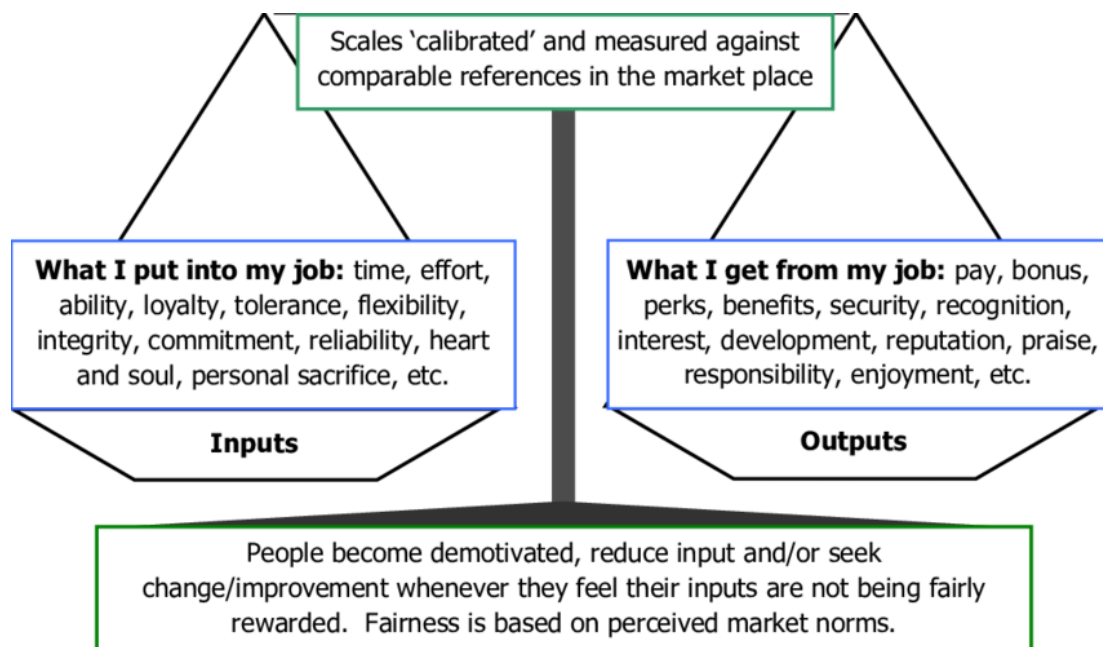 Scales ‘calibrated’ and measured against
comparable references in the market place
What I put into my job: time, effort,
ability, loyalty, tolerance, flexibility,
integrity, commitment, reliability, heart
and soul, personal sacrifice, etc.
Inputs
What I get from my job: pay, bonus,
perks, benefits, security, recognition,
interest, development, reputation, praise,
responsibility, enjoyment, etc.
Outputs
People become demotivated, reduce input and/or seek
change/improvement whenever they feel their inputs are not being fairly
rewarded.  Fairness is based on perceived market norms.